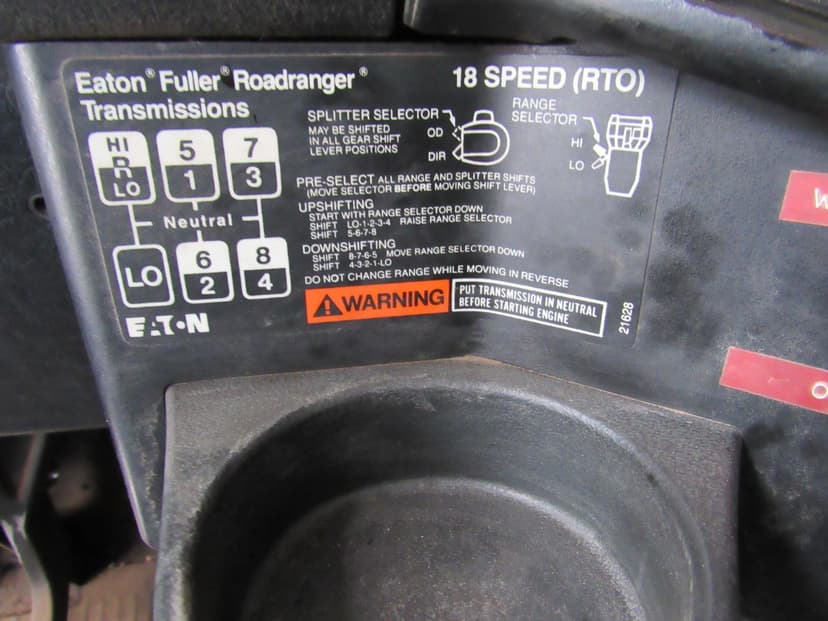 Eaton® Fuller® Roadranger®
Transmissions
18 SPEED (RTO)
SPLITTER SELECTOR
MAY BE SHIFTED
IN ALL GEAR SHIFT
LEVER POSITIONS
OD
DIR
RANGE
SELECTOR
HI
LO
HI
R
LO
5
1
7
3
Neutral
LO
6
2
8
4
PRE-SELECT ALL RANGE AND SPLITTER SHIFTS
(MOVE SELECTOR BEFORE MOVING SHIFT LEVER)
UPSHIFTING
START WITH RANGE SELECTOR DOWN
SHIFT LO-1-2-3-4 RAISE RANGE SELECTOR
SHIFT 5-6-7-8
DOWNSHIFTING
SHIFT 8-7-6-5 MOVE RANGE SELECTOR DOWN
SHIFT 4-3-2-1-LO
DO NOT CHANGE RANGE WHILE MOVING IN REVERSE
WARNING
PUT TRANSMISSION IN NEUTRAL
BEFORE STARTING ENGINE
EATON
21628